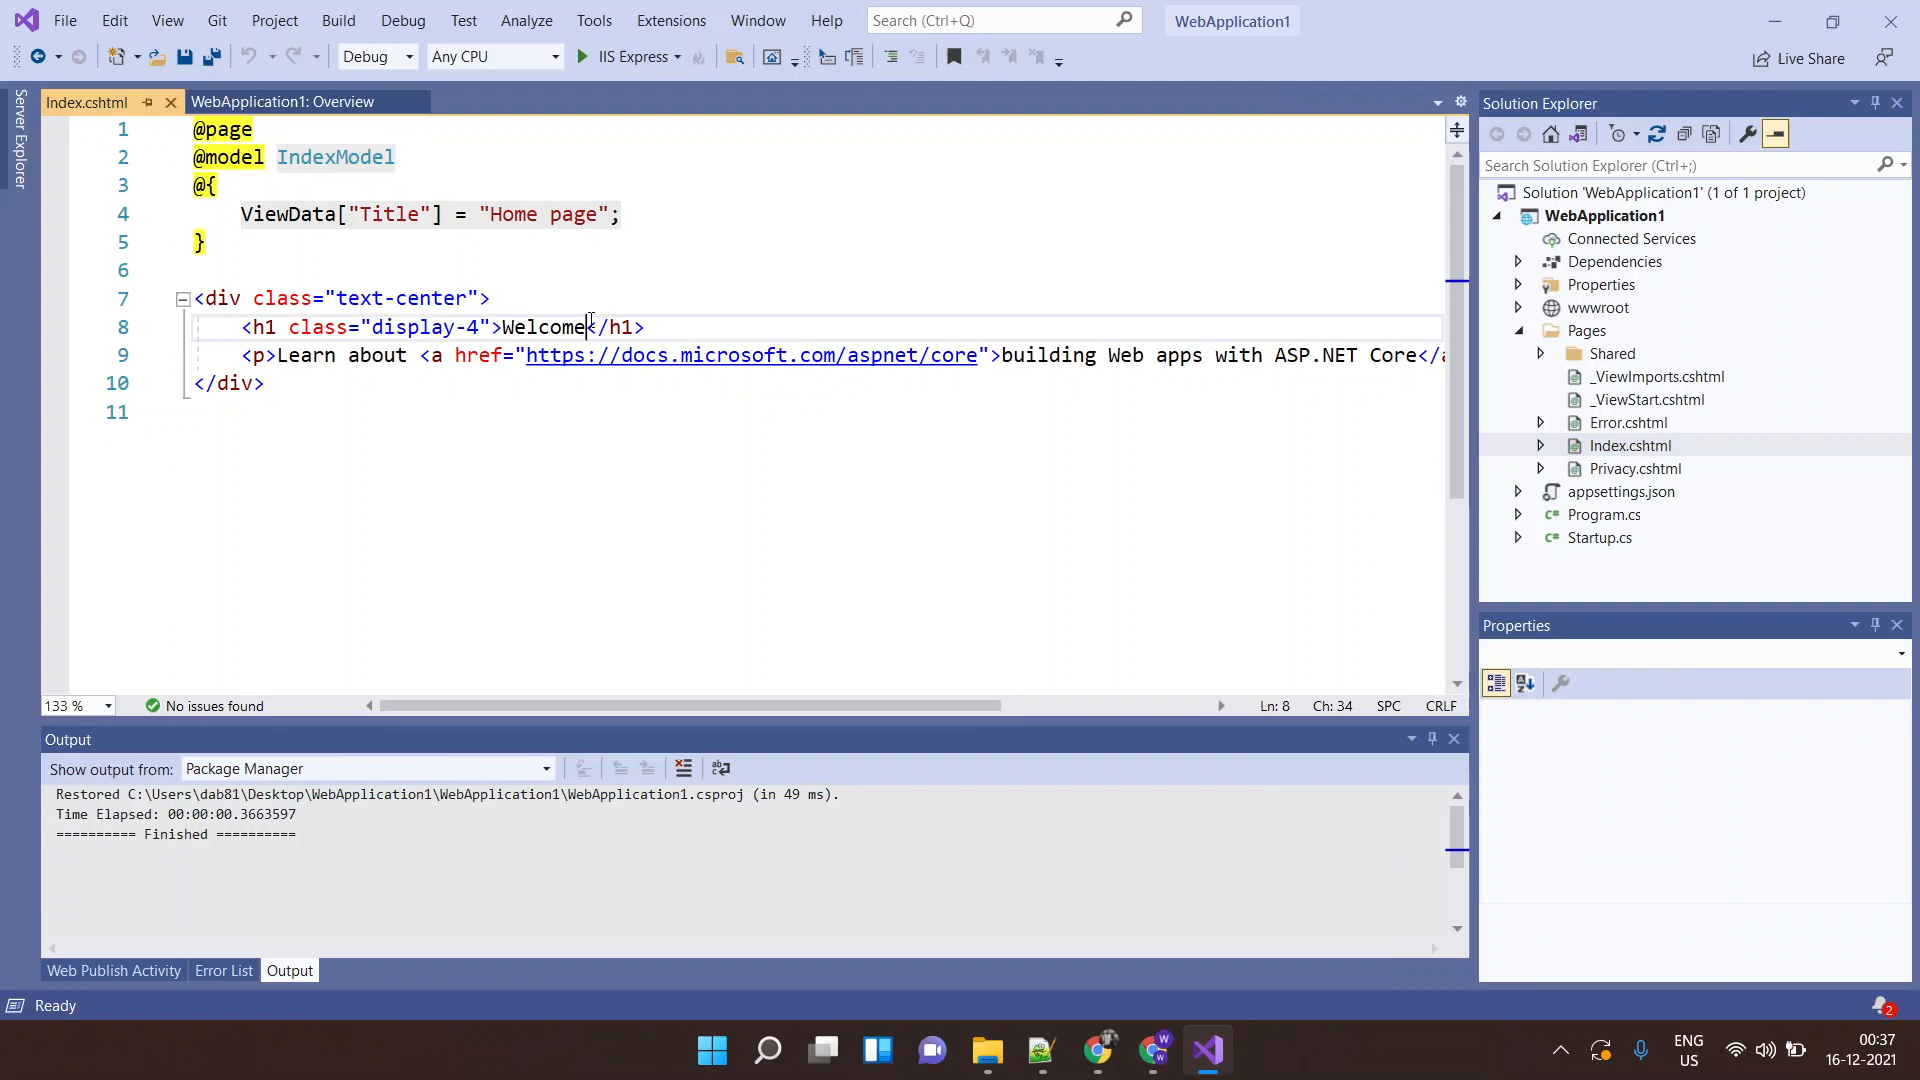 File Edit View Git Project Build Debug Test Analyze Tools Extensions Window Help Search (Ctrl+Q) WebApplication1
Debug Any CPU IIS Express Live Share
Server Explorer
Index.cshtml WebApplication1: Overview
1 @page
2 @model IndexModel
3 @{
4 ViewData["Title"] = "Home page";
5 }
6
7 <div class="text-center">
8 <h1 class="display-4">Welcome</h1>
9 <p>Learn about <a href="https://docs.microsoft.com/aspnet/core">building Web apps with ASP.NET Core</a
10 </div>
11
133 % No issues found Ln: 8 Ch: 34 SPC CRLF
Output
Show output from: Package Manager
Restored C:\Users\dab81\Desktop\WebApplication1\WebApplication1\WebApplication1.csproj (in 49 ms).
Time Elapsed: 00:00:00.3663597
========== Finished ==========
Web Publish Activity Error List Output
Solution Explorer
Search Solution Explorer (Ctrl+;)
Solution 'WebApplication1' (1 of 1 project)
WebApplication1
Connected Services
Dependencies
Properties
wwwroot
Pages
Shared
_ViewImports.cshtml
_ViewStart.cshtml
Error.cshtml
Index.cshtml
Privacy.cshtml
appsettings.json
C# Program.cs
C# Startup.cs
Properties
Ready 2
ENG
US
00:37
16-12-2021